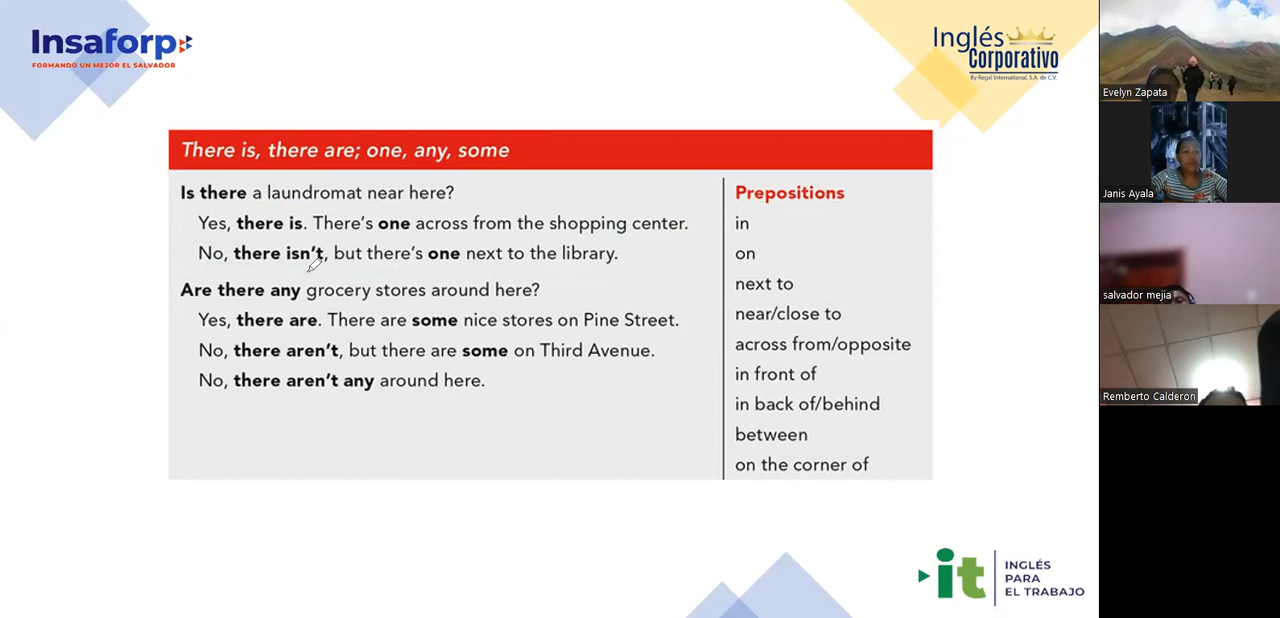 Insaforp
FORMANDO UN MEJOR EL SALVADOR
Inglés
Corporativo
By Regal International, S.A. de C.V.
There is, there are; one, any, some
Is there a laundromat near here?
Yes, there is. There's one across from the shopping center.
No, there isn't, but there's one next to the library.
Are there any grocery stores around here?
Yes, there are. There are some nice stores on Pine Street.
No, there aren't, but there are some on Third Avenue.
No, there aren't any around here.
Prepositions
in
on
next to
near/close to
across from/opposite
in front of
in back of/behind
between
on the corner of
it
INGLÉS
PARA
EL TRABAJO
Evelyn Zapata
Janis Ayala
salvador mejia
Remberto Calderon